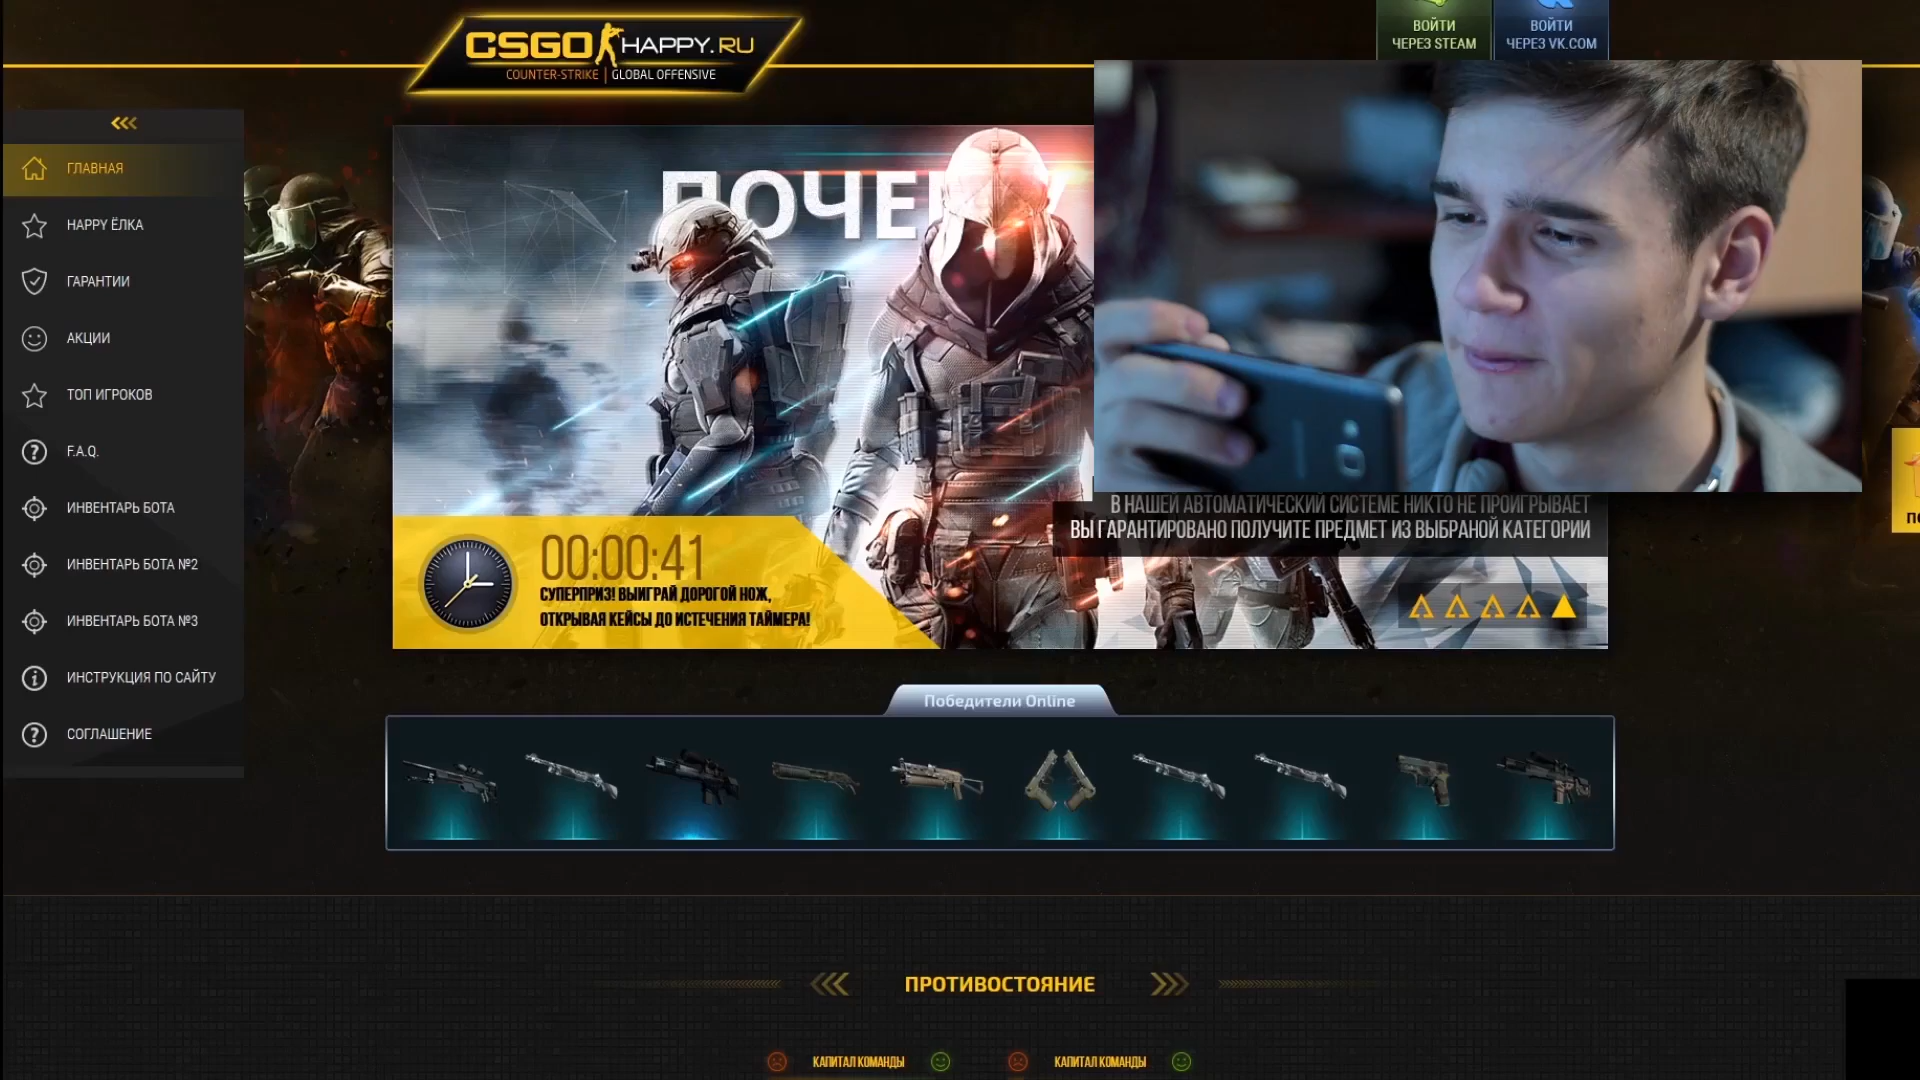 CSGO HAPPY.RU
COUNTER-STRIKE | GLOBAL OFFENSIVE
ВОЙТИ
ЧЕРЕЗ STEAM
ВОЙТИ
ЧЕРЕЗ VK.COM
ГЛАВНАЯ
HAPPY ЁЛКА
ГАРАНТИИ
АКЦИИ
ТОП ИГРОКОВ
F.A.Q.
ИНВЕНТАРЬ БОТА
ИНВЕНТАРЬ БОТА №2
ИНВЕНТАРЬ БОТА №3
ИНСТРУКЦИЯ ПО САЙТУ
СОГЛАШЕНИЕ
В НАШЕЙ АВТОМАТИЧЕСКИЙ СИСТЕМЕ НИКТО НЕ ПРОИГРЫВАЕТ
ВЫ ГАРАНТИРОВАНО ПОЛУЧИТЕ ПРЕДМЕТ ИЗ ВЫБРАНОЙ КАТЕГОРИИ
00:00:41
СУПЕРПРИЗ! ВЫИГРАЙ ДОРОГОЙ НОЖ,
ОТКРЫВАЯ КЕЙСЫ ДО ИСТЕЧЕНИЯ ТАЙМЕРА!
Победители Online
ПРОТИВОСТОЯНИЕ
КАПИТАЛ КОМАНДЫ
КАПИТАЛ КОМАНДЫ